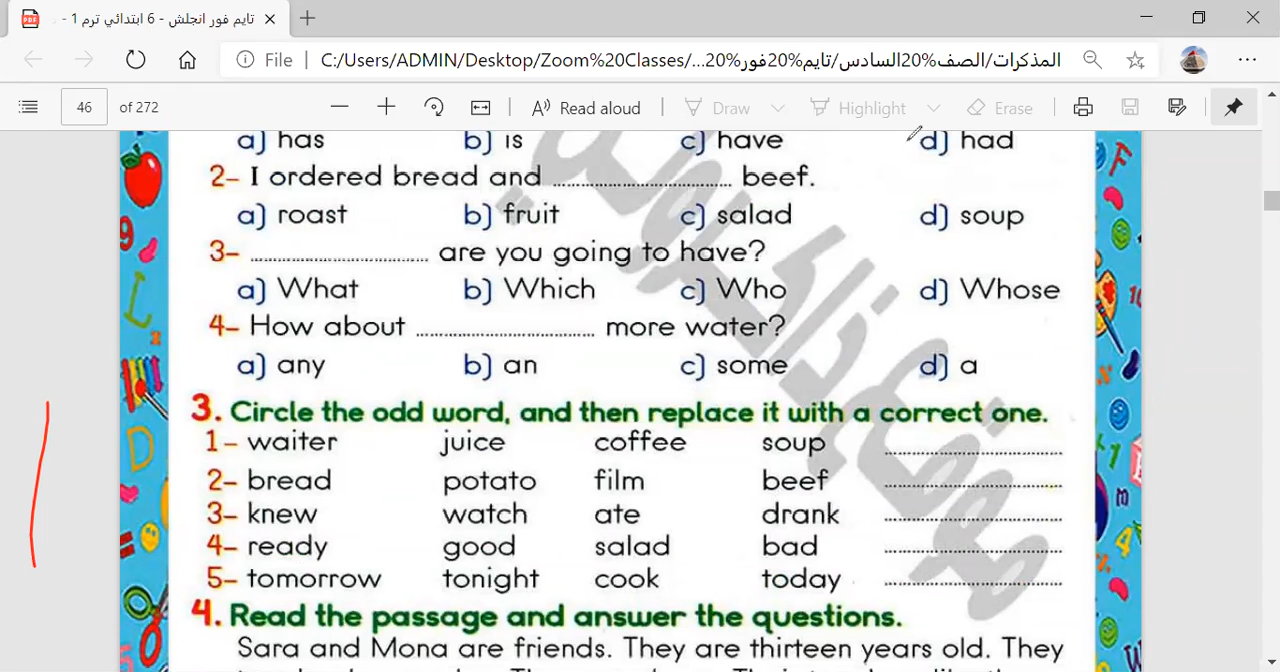 تايم فور انجلش - 6 ابتدائي ترم 1 -
File
C:/Users/ADMIN/Desktop/Zoom%20Classes/المذكرات/الصف%20السادس/تايم%20فور%20...
46 of 272
Read aloud
Draw
Highlight
Erase
a) has b) is c) have d) had
2- I ordered bread and ........................ beef.
a) roast b) fruit c) salad d) soup
3- ........................ are you going to have?
a) What b) Which c) Who d) Whose
4- How about ........................ more water?
a) any b) an c) some d) a
3. Circle the odd word, and then replace it with a correct one.
1- waiter juice coffee soup ........................
2- bread potato film beef ........................
3- knew watch ate drank ........................
4- ready good salad bad ........................
5- tomorrow tonight cook today ........................
4. Read the passage and answer the questions.
Sara and Mona are friends. They are thirteen years old. They